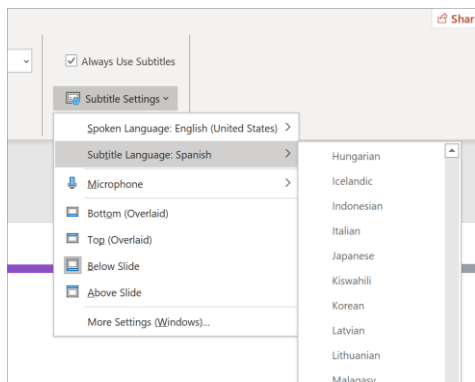 Shar
Always Use Subtitles
Subtitle Settings
Spoken Language: English (United States)
Subtitle Language: Spanish
Microphone
Bottom (Overlaid)
Top (Overlaid)
Below Slide
Above Slide
More Settings (Windows)...
Hungarian
Icelandic
Indonesian
Italian
Japanese
Kiswahili
Korean
Latvian
Lithuanian
Malagasy